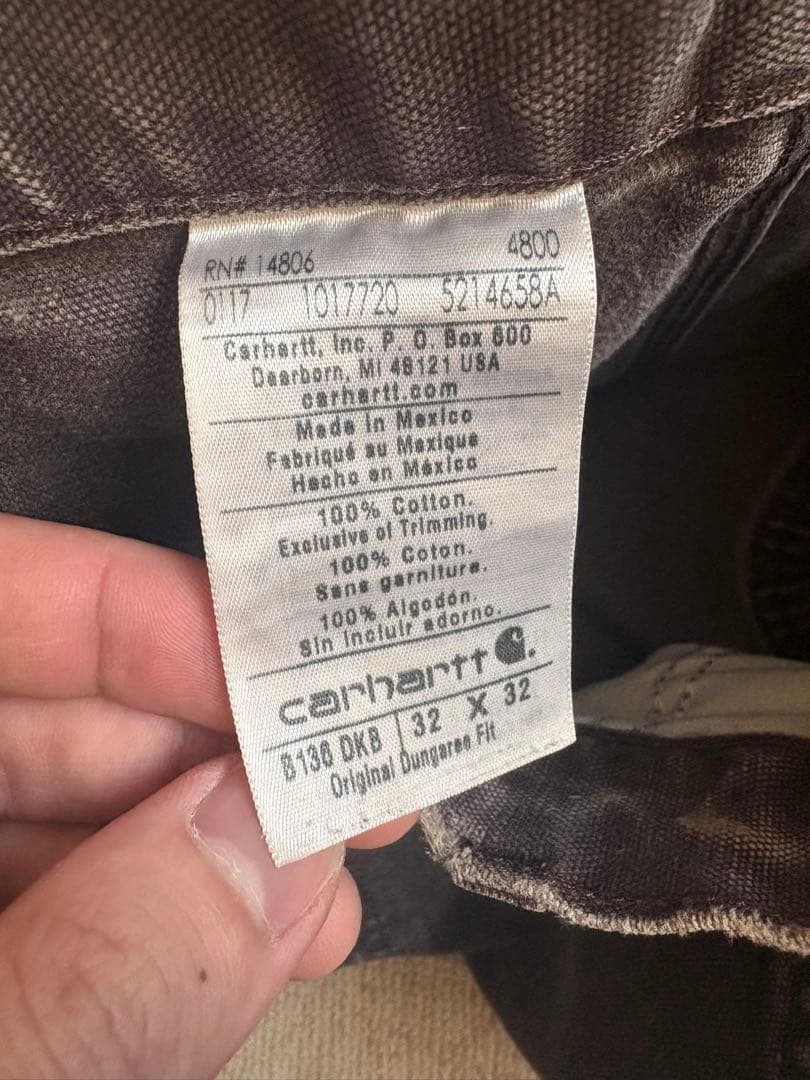 RN# 14806 4800
0117 1017720 5214658A
Carhartt, Inc. P. O. Box 600
Dearborn, MI 48121 USA
carhartt.com
Made in Mexico
Fabriqué au Mexique
Hecho en México
100% Cotton.
Exclusive of Trimming.
100% Coton.
Sans garniture.
100% Algodón.
Sin incluir adorno.
carhartt
B136 DKB 32 X 32
Original Dungaree Fit